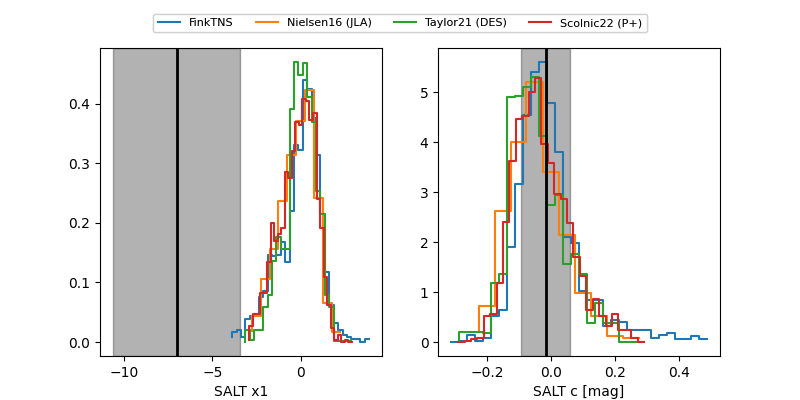 FinkTNS Nielsen16 (JLA) Taylor21 (DES) Scolnic22 (P+)
0.4
0.3
0.2
0.1
0.0
−10 −5 0
SALT x1
5
4
3
2
1
0
−0.2 0.0 0.2 0.4
SALT c [mag]